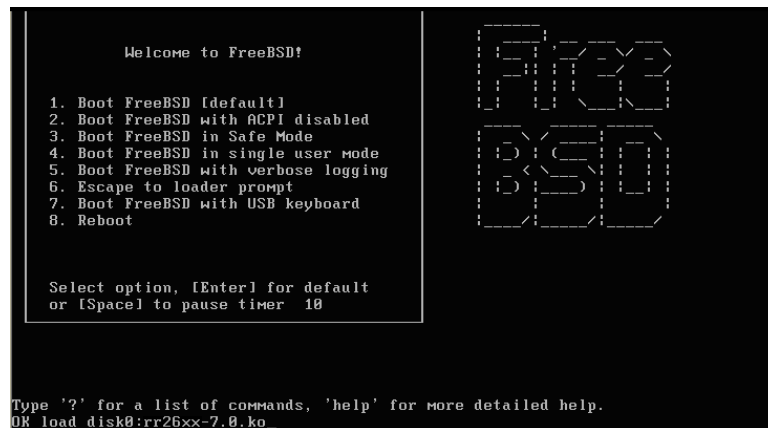 Welcome to FreeBSD!
1. Boot FreeBSD [default]
2. Boot FreeBSD with ACPI disabled
3. Boot FreeBSD in Safe Mode
4. Boot FreeBSD in single user mode
5. Boot FreeBSD with verbose logging
6. Escape to loader prompt
7. Boot FreeBSD with USB keyboard
8. Reboot
Select option, [Enter] for default
or [Space] to pause timer  10
Free
BSD
Type '?' for a list of commands, 'help' for more detailed help.
OK load disk0:rr26xx-7.0.ko_